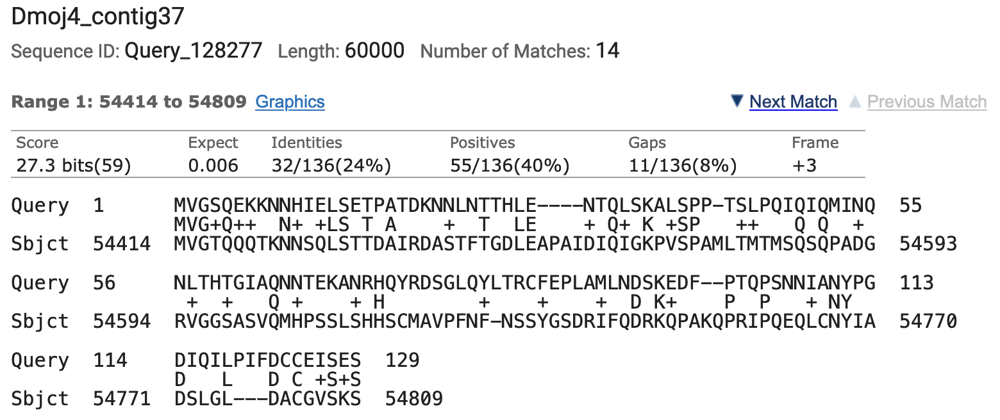 Dmoj4_contig37
Sequence ID: Query_128277 Length: 60000 Number of Matches: 14
Range 1: 54414 to 54809 Graphics ▼ Next Match ▲ Previous Match
Score Expect Identities Positives Gaps Frame
27.3 bits(59) 0.006 32/136(24%) 55/136(40%) 11/136(8%) +3
Query  1      MVGSQEKKNNHIELSETPATDKNNLNTTHLE----NTQLSKALSPP-TSLPQIQIQMINQ  55
              MVG+Q++  N+ +LS T A    +  T  LE    + Q+ K +SP   ++   Q Q  +
Sbjct  54414  MVGTQQQTKNNSQLSTTDAIRDASTFTGDLEAPAIDIQIGKPVSPAMLTMTMSQSQPADG  54593
Query  56     NLTHTGIAQNNTEKANRHQYRDSGLQYLTRCFEPLAMLNDSKEDF--PTQPSNNIANYPG  113
               +  +   Q +    + H        +    +    +  D K+    P  P   + NY
Sbjct  54594  RVGGSASVQMHPSSLSHHSCMAVPFNF-NSSYGSDRIFQDRKQPAKQPRIPQEQLCNYIA  54770
Query  114    DIQILPIFDCCEISES  129
              D   L   D C +S+S
Sbjct  54771  DSLGL---DACGVSKS  54809